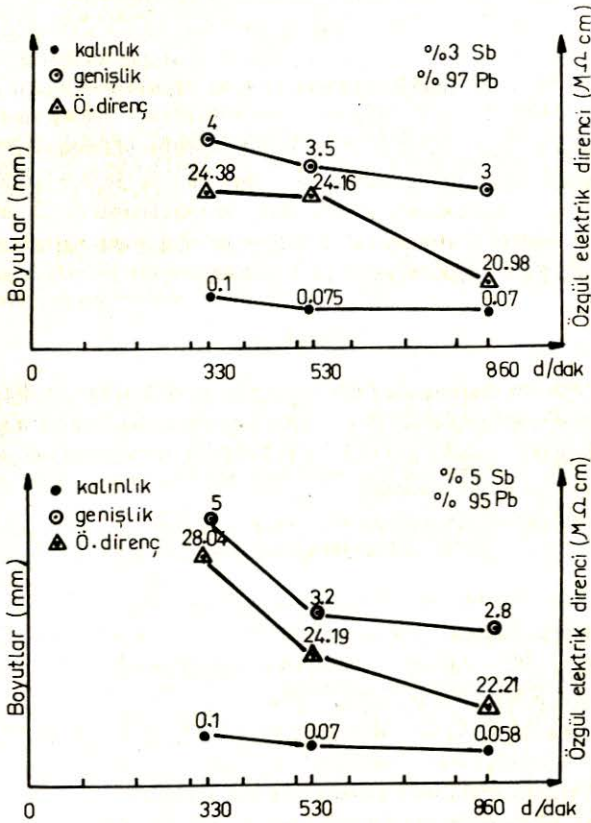 • kalınlık
⊙ genişlik
△ Ö.direnç
%3 Sb
% 97 Pb
Boyutlar (mm)
Özgül elektrik direnci (MΩ cm)
4
3.5
3
24.38
24.16
20.98
0.1
0.075
0.07
0 330 530 860 d/dak
• kalınlık
⊙ genişlik
△ Ö.direnç
% 5 Sb
% 95 Pb
Boyutlar (mm)
Özgül elektrik direnci (MΩ cm)
5
3.2
2.8
28.04
24.19
22.21
0.1
0.07
0.058
0 330 530 860 d/dak